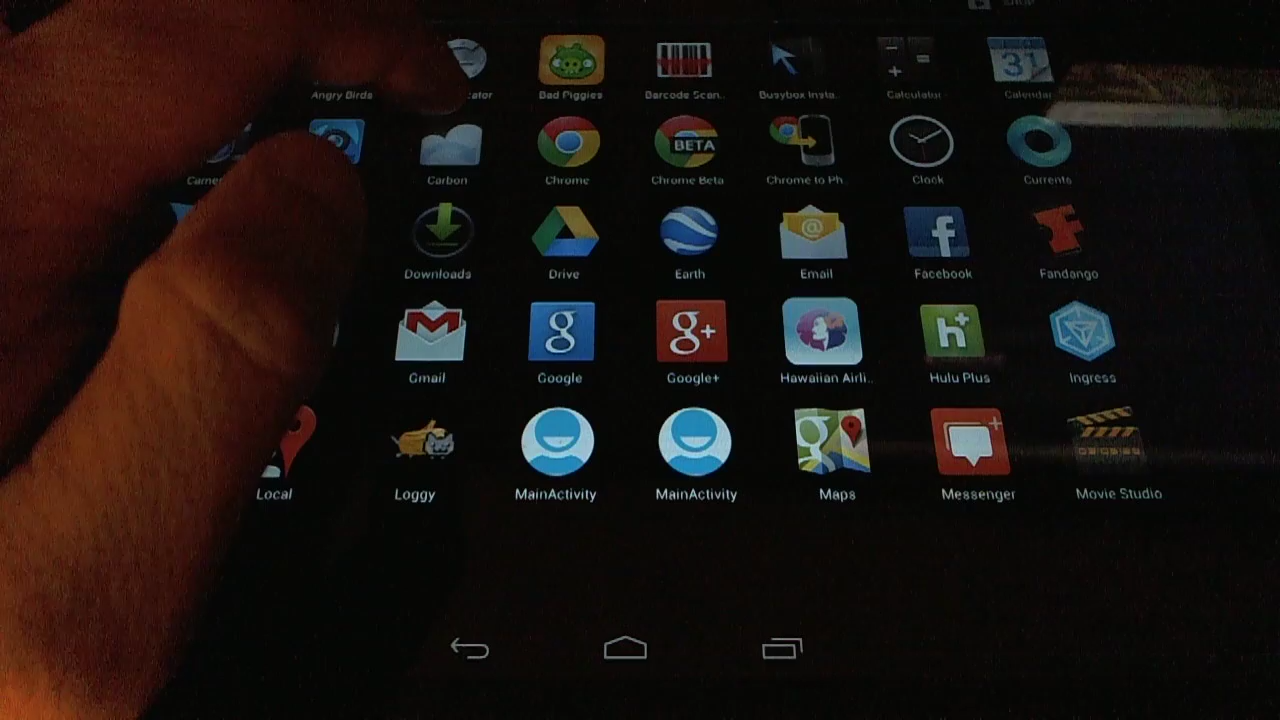 Angry Birds
Bad Piggies
Barcode Scan..
Busybox Insta..
Calculator
31
Calendar
BETA
Carbon
Chrome
Chrome Beta
Chrome to Ph..
Clock
Currents
@
f
Downloads
Drive
Earth
Email
Facebook
Fandango
g
g+
h+
Gmail
Google
Google+
Hawaiian Airli..
Hulu Plus
Ingress
g
Local
Loggy
MainActivity
MainActivity
Maps
Messenger
Movie Studio